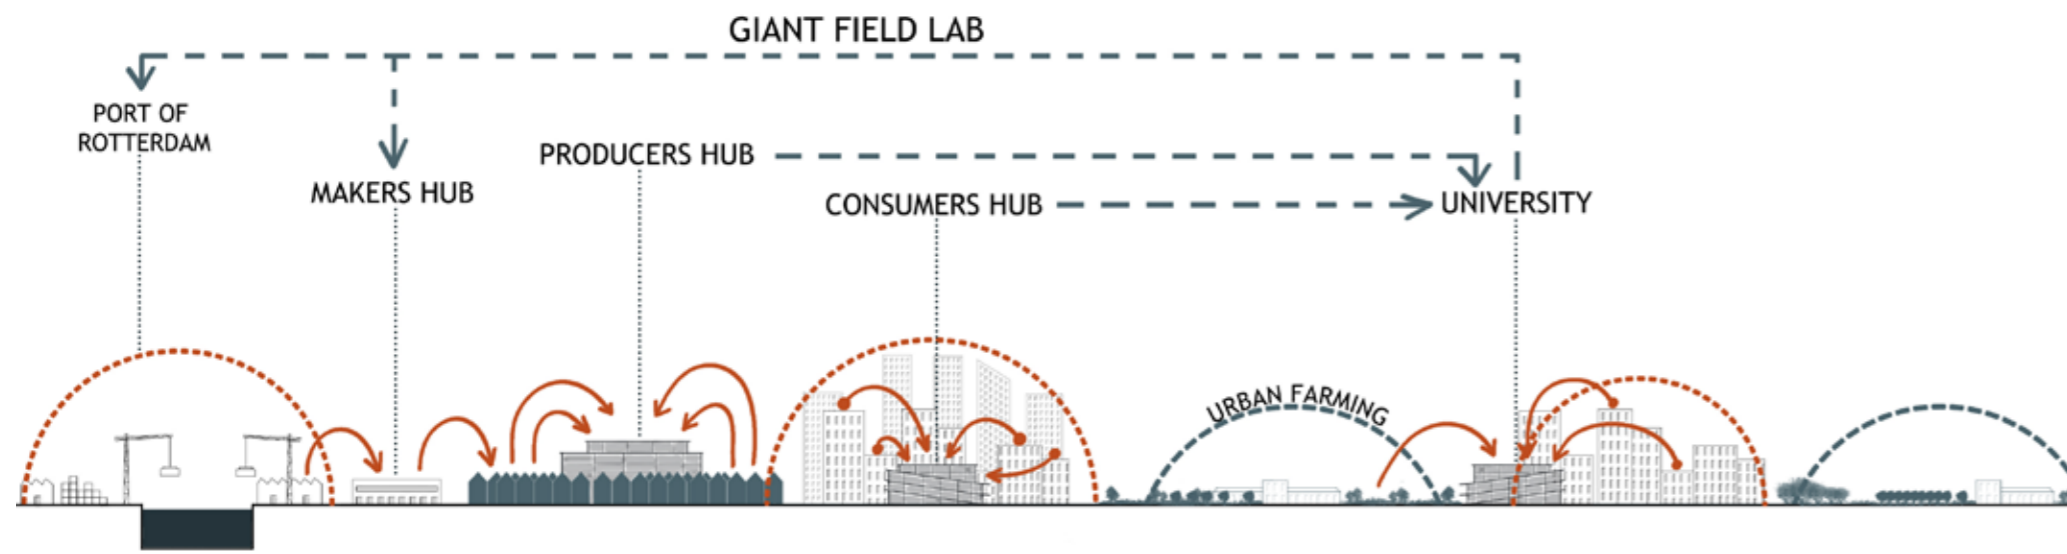 GIANT FIELD LAB
PORT OF
ROTTERDAM
MAKERS HUB
PRODUCERS HUB
CONSUMERS HUB
UNIVERSITY
URBAN FARMING